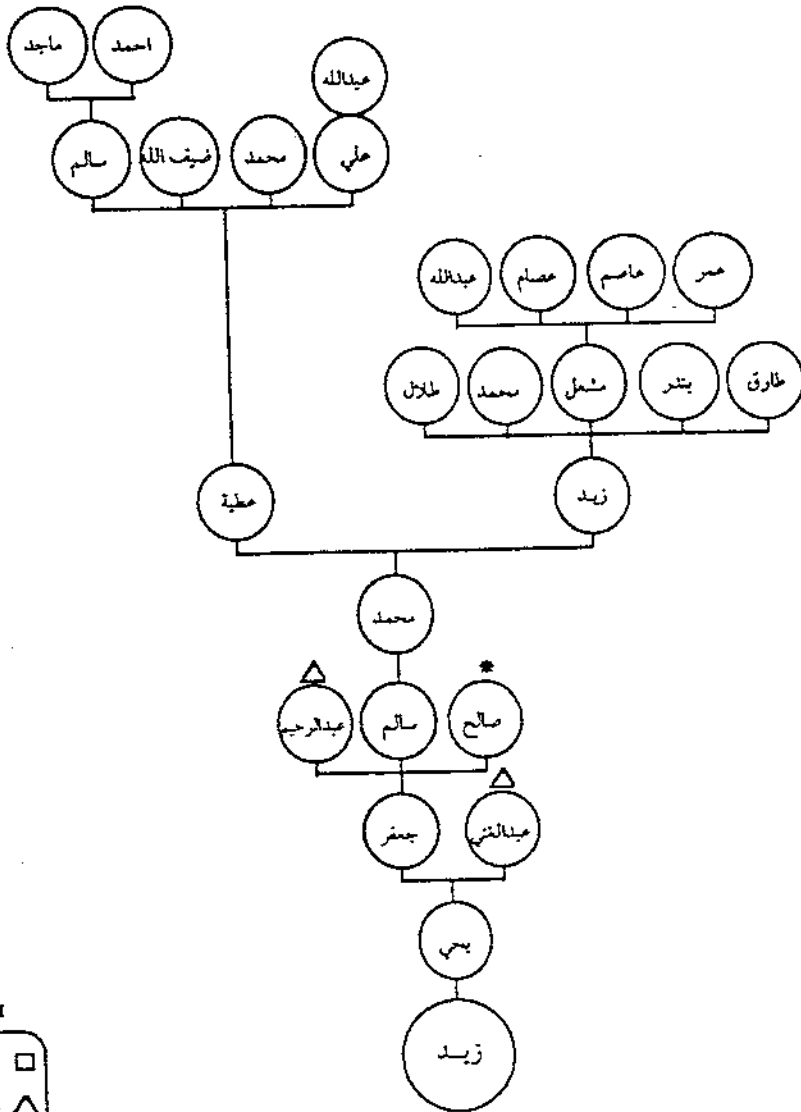 احمد ماجد
عبدالله
علي محمد ضيف الله سالم
عمر عاصم عصام عبدالله
طارق بندر مشعل محمد طلال
زيد عطية
محمد
*
صالح سالم عبدالرحيم
عبدالغني جعفر
يحي
زيد